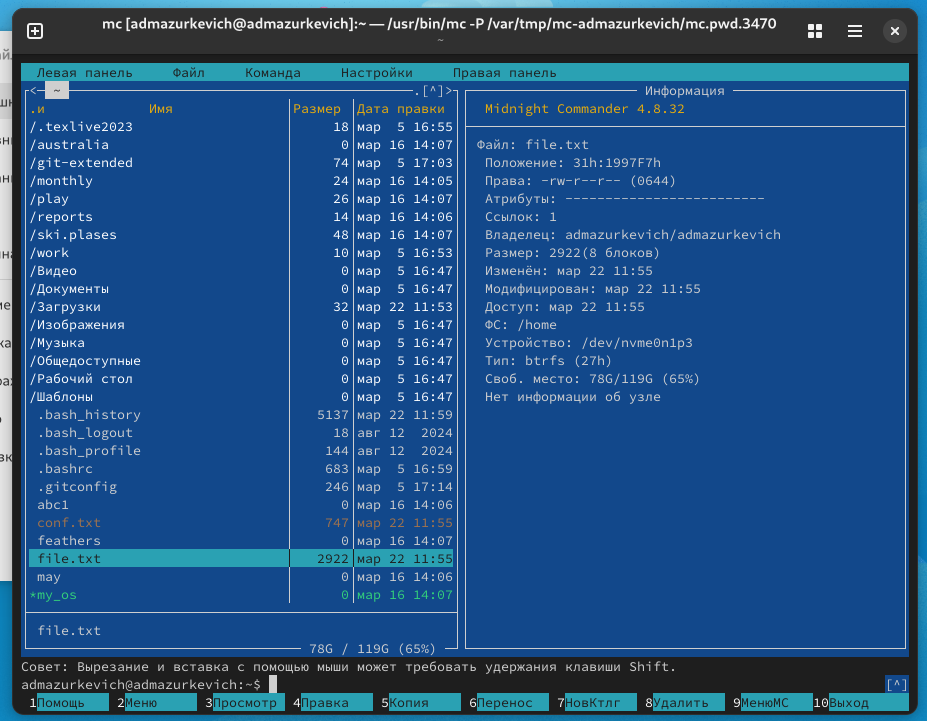 mc [admazurkevich@admazurkevich]:~ — /usr/bin/mc -P /var/tmp/mc-admazurkevich/mc.pwd.3470
~
Левая панель Файл Команда Настройки Правая панель
<─ ~ .[^]>
.и Имя Размер Дата правки
/.texlive2023 18 мар 5 16:55
/australia 0 мар 16 14:07
/git-extended 74 мар 5 17:03
/monthly 24 мар 16 14:05
/play 26 мар 16 14:07
/reports 14 мар 16 14:06
/ski.plases 48 мар 16 14:07
/work 10 мар 5 16:53
/Видео 0 мар 5 16:47
/Документы 0 мар 5 16:47
/Загрузки 32 мар 22 11:53
/Изображения 0 мар 5 16:47
/Музыка 0 мар 5 16:47
/Общедоступные 0 мар 5 16:47
/Рабочий стол 0 мар 5 16:47
/Шаблоны 0 мар 5 16:47
.bash_history 5137 мар 22 11:59
.bash_logout 18 авг 12 2024
.bash_profile 144 авг 12 2024
.bashrc 683 мар 5 16:59
.gitconfig 246 мар 5 17:14
abc1 0 мар 16 14:06
conf.txt 747 мар 22 11:55
feathers 0 мар 16 14:07
file.txt 2922 мар 22 11:55
may 0 мар 16 14:06
*my_os 0 мар 16 14:07
file.txt
78G / 119G (65%)
Информация
Midnight Commander 4.8.32
Файл: file.txt
Положение: 31h:1997F7h
Права: -rw-r--r-- (0644)
Атрибуты: -------------------------
Ссылок: 1
Владелец: admazurkevich/admazurkevich
Размер: 2922(8 блоков)
Изменён: мар 22 11:55
Модифицирован: мар 22 11:55
Доступ: мар 22 11:55
ФС: /home
Устройство: /dev/nvme0n1p3
Тип: btrfs (27h)
Своб. место: 78G/119G (65%)
Нет информации об узле
Совет: Вырезание и вставка с помощью мыши может требовать удержания клавиши Shift.
admazurkevich@admazurkevich:~$ [^]
1Помощь 2Меню 3Просмотр 4Правка 5Копия 6Перенос 7НовКтлг 8Удалить 9МенюMC 10Выход